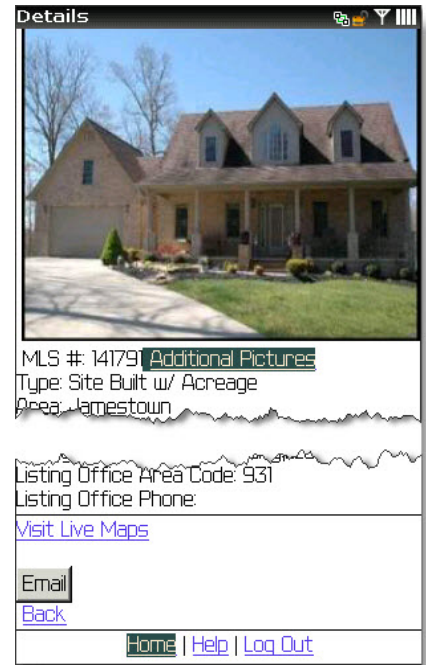 Details
MLS #: 141791 Additional Pictures
Type: Site Built w/ Acreage
Area: Jamestown
Listing Office Area Code: 931
Listing Office Phone:
Visit Live Maps
Email
Back
Home | Help | Log Out